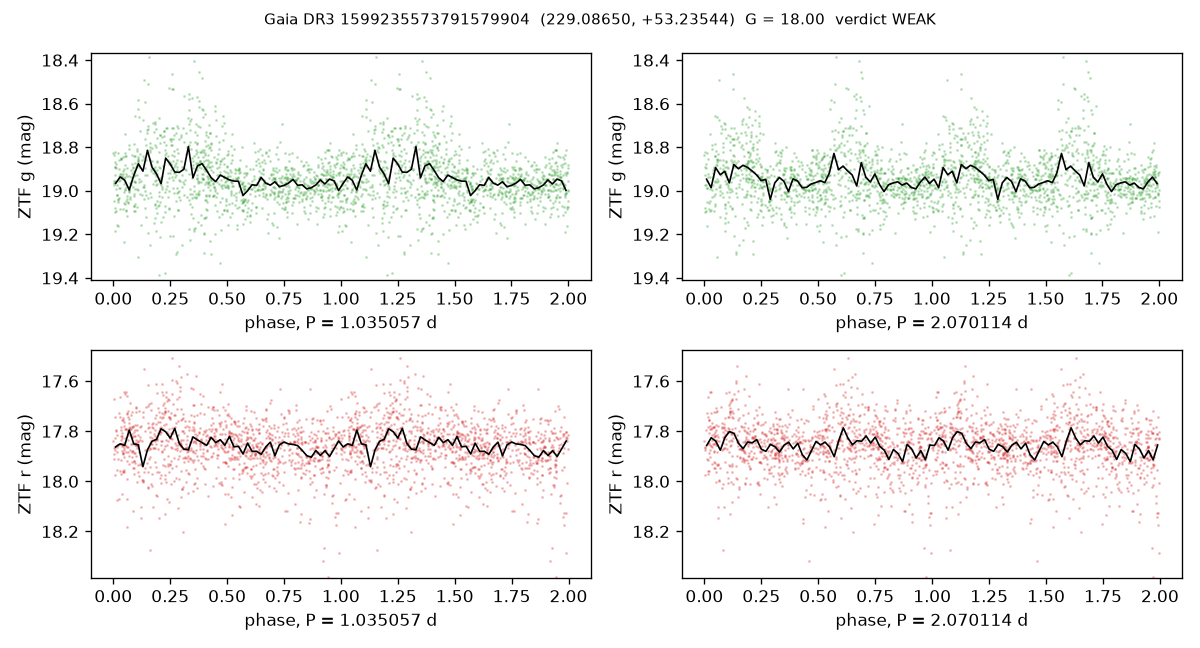 Gaia DR3 1599235573791579904 (229.08650, +53.23544) G = 18.00 verdict WEAK
ZTF g (mag)
18.4
18.6
18.8
19.0
19.2
19.4
0.00 0.25 0.50 0.75 1.00 1.25 1.50 1.75 2.00
phase, P = 1.035057 d
ZTF g (mag)
18.4
18.6
18.8
19.0
19.2
19.4
0.00 0.25 0.50 0.75 1.00 1.25 1.50 1.75 2.00
phase, P = 2.070114 d
ZTF r (mag)
17.6
17.8
18.0
18.2
0.00 0.25 0.50 0.75 1.00 1.25 1.50 1.75 2.00
phase, P = 1.035057 d
ZTF r (mag)
17.6
17.8
18.0
18.2
0.00 0.25 0.50 0.75 1.00 1.25 1.50 1.75 2.00
phase, P = 2.070114 d